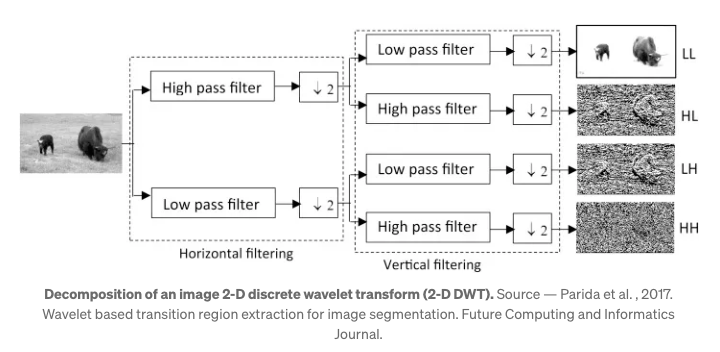 Low pass filter
↓ 2
LL
High pass filter
↓ 2
High pass filter
↓ 2
HL
Low pass filter
↓ 2
LH
Low pass filter
↓ 2
High pass filter
↓ 2
HH
Horizontal filtering
Vertical filtering
Decomposition of an image 2-D discrete wavelet transform (2-D DWT). Source — Parida et al. , 2017.
Wavelet based transition region extraction for image segmentation. Future Computing and Informatics
Journal.